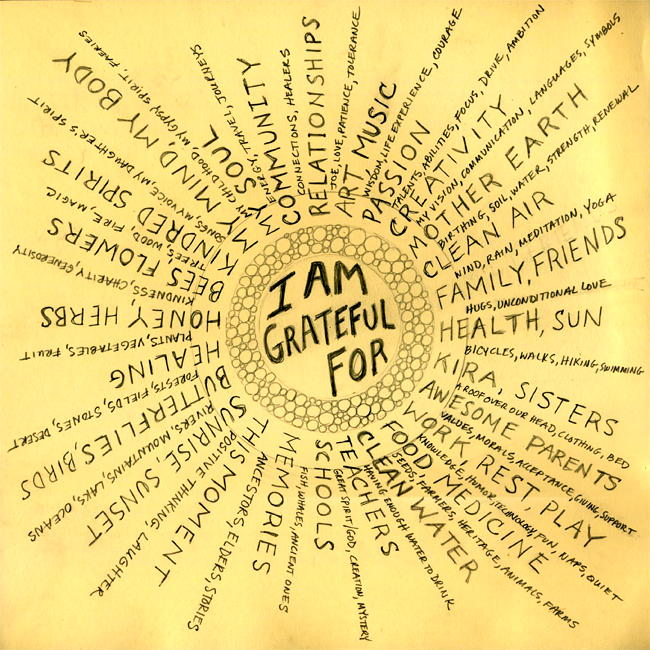 I AM
GRATEFUL
FOR
RELATIONSHIPS
JOE, LOVE, PATIENCE, TOLERANCE
ART MUSIC
WISDOM, LIFE EXPERIENCE, COURAGE
PASSION
TALENTS ABILITIES, FOCUS, DRIVE, AMBITION
CREATIVITY
MY VISION, COMMUNICATION, LANGUAGES, SYMBOLS
MOTHER EARTH
BIRTHING, SOIL, WATER, STRENGTH, RENEWAL
CLEAN AIR
WIND, RAIN, MEDITATION, YOGA
FAMILY, FRIENDS
HUGS, UNCONDITIONAL LOVE
HEALTH, SUN
BICYCLES, WALKS, HIKING, SWIMMING
KIRA, SISTERS
A ROOF OVER OUR HEAD, CLOTHING, BED
AWESOME PARENTS
VALUES, MORALS, ACCEPTANCE, GIVING, SUPPORT
WORK, REST, PLAY
KNOWLEDGE, HUMOR, TECHNOLOGY, FUN, NAPS, QUIET
FOOD, MEDICINE
SEEDS, FARMERS, HERITAGE, ANIMALS, FARMS
CLEAN WATER
HAVING ENOUGH WATER TO DRINK
TEACHERS
GREAT SPIRIT/GOD, CREATION, MYSTERY
SCHOOLS
FISH, WHALES, ANCIENT ONES
MEMORIES
ANCESTORS, ELDERS, STORIES
THIS MOMENT
POSITIVE THINKING, LAUGHTER
SUNRISE, SUNSET
RIVERS, MOUNTAINS, LAKS, OCEANS
BUTTERFLIES, BIRDS
FORESTS, FIELDS, STONES, DESERT
HEALING
PLANTS, VEGETABLES, FRUIT
HONEY HERBS
KINDNESS, CHARITY, GENEROSITY
BEES FLOWERS
TREES, WOOD, FIRE, MAGIC
KINDRED SPIRITS
SONGS, MY VOICE, MY DAUGHTER'S SPIRIT
MY MIND, MY BODY
MY CHILDHOOD, MY GYPSY SPIRIT, FAERIES
MY SOUL
ENERGY, TRAVEL, JOURNEYS
COMMUNITY
CONNECTIONS, HEALERS